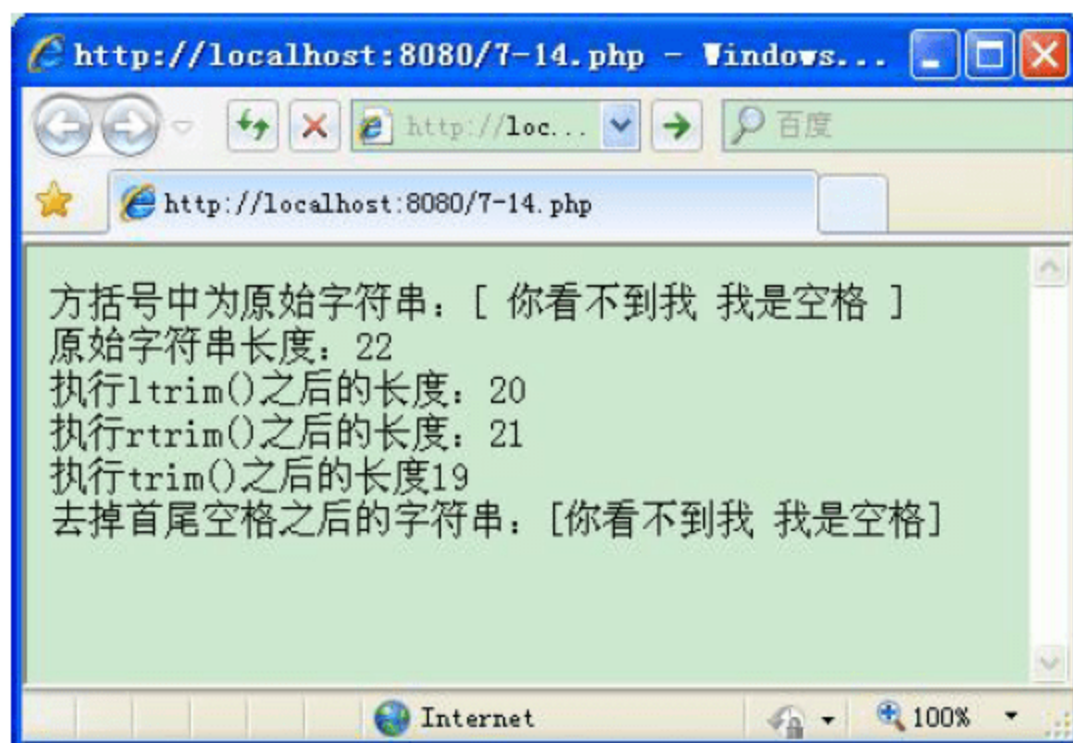 http://localhost:8080/7-14.php - Windows...
http://loc...
百度
http://localhost:8080/7-14.php
方括号中为原始字符串：[ 你看不到我 我是空格 ]
原始字符串长度：22
执行ltrim()之后的长度：20
执行rtrim()之后的长度：21
执行trim()之后的长度19
去掉首尾空格之后的字符串：[你看不到我 我是空格]
Internet
100%